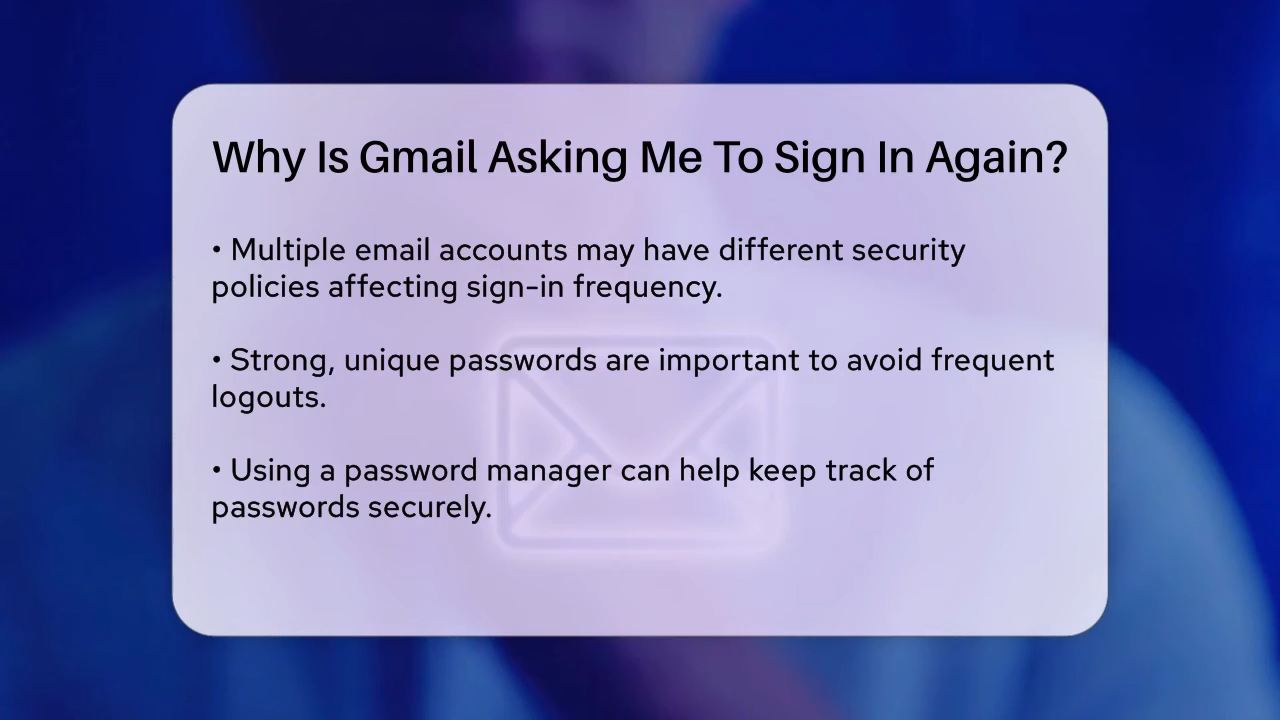 Why Is Gmail Asking Me To Sign In Again?
• Multiple email accounts may have different security
policies affecting sign-in frequency.
• Strong, unique passwords are important to avoid frequent
logouts.
• Using a password manager can help keep track of
passwords securely.